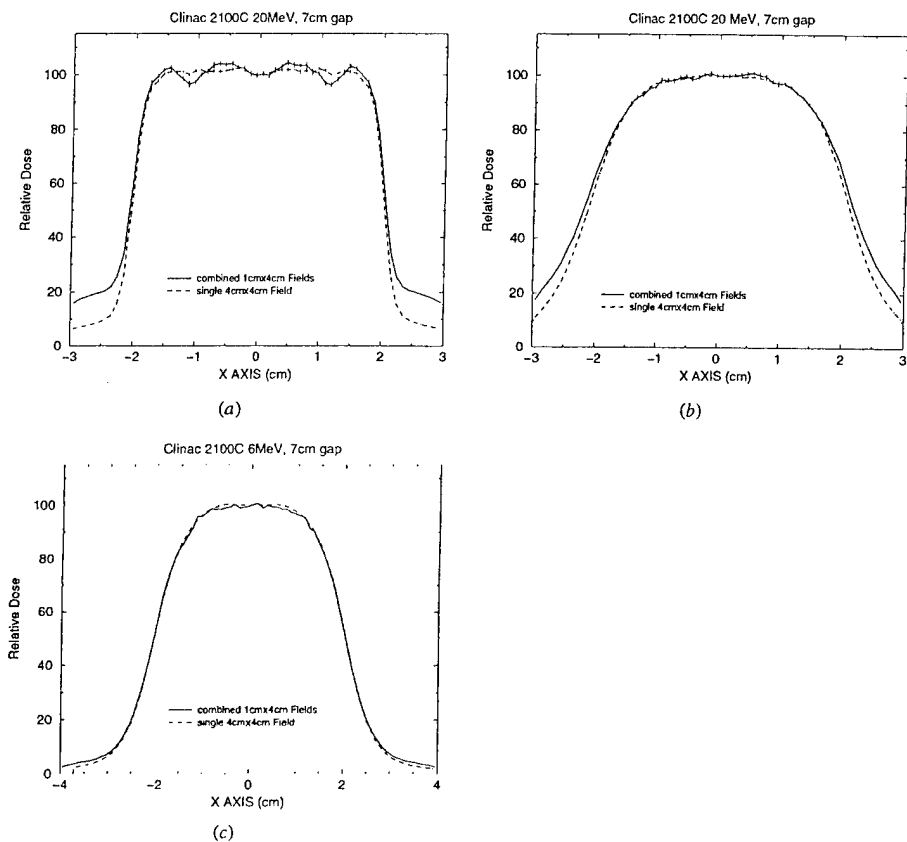 Clinac 2100C 20MeV, 7cm gap
100
80
60
40
20
0
Relative Dose
combined 1cmx4cm Fields
single 4cmx4cm Field
-3
-2
-1
0
1
2
3
X AXIS (cm)
(a)
Clinac 2100C 20 MeV, 7cm gap
100
80
60
40
20
0
Relative Dose
combined 1cmx4cm Fields
single 4cmx4cm Field
-3
-2
-1
0
1
2
3
X AXIS (cm)
(b)
Clinac 2100C 6MeV, 7cm gap
100
80
60
40
20
0
Relative Dose
combined 1cmx4cm Fields
single 4cmx4cm Field
-4
-2
0
2
4
X AXIS (cm)
(c)